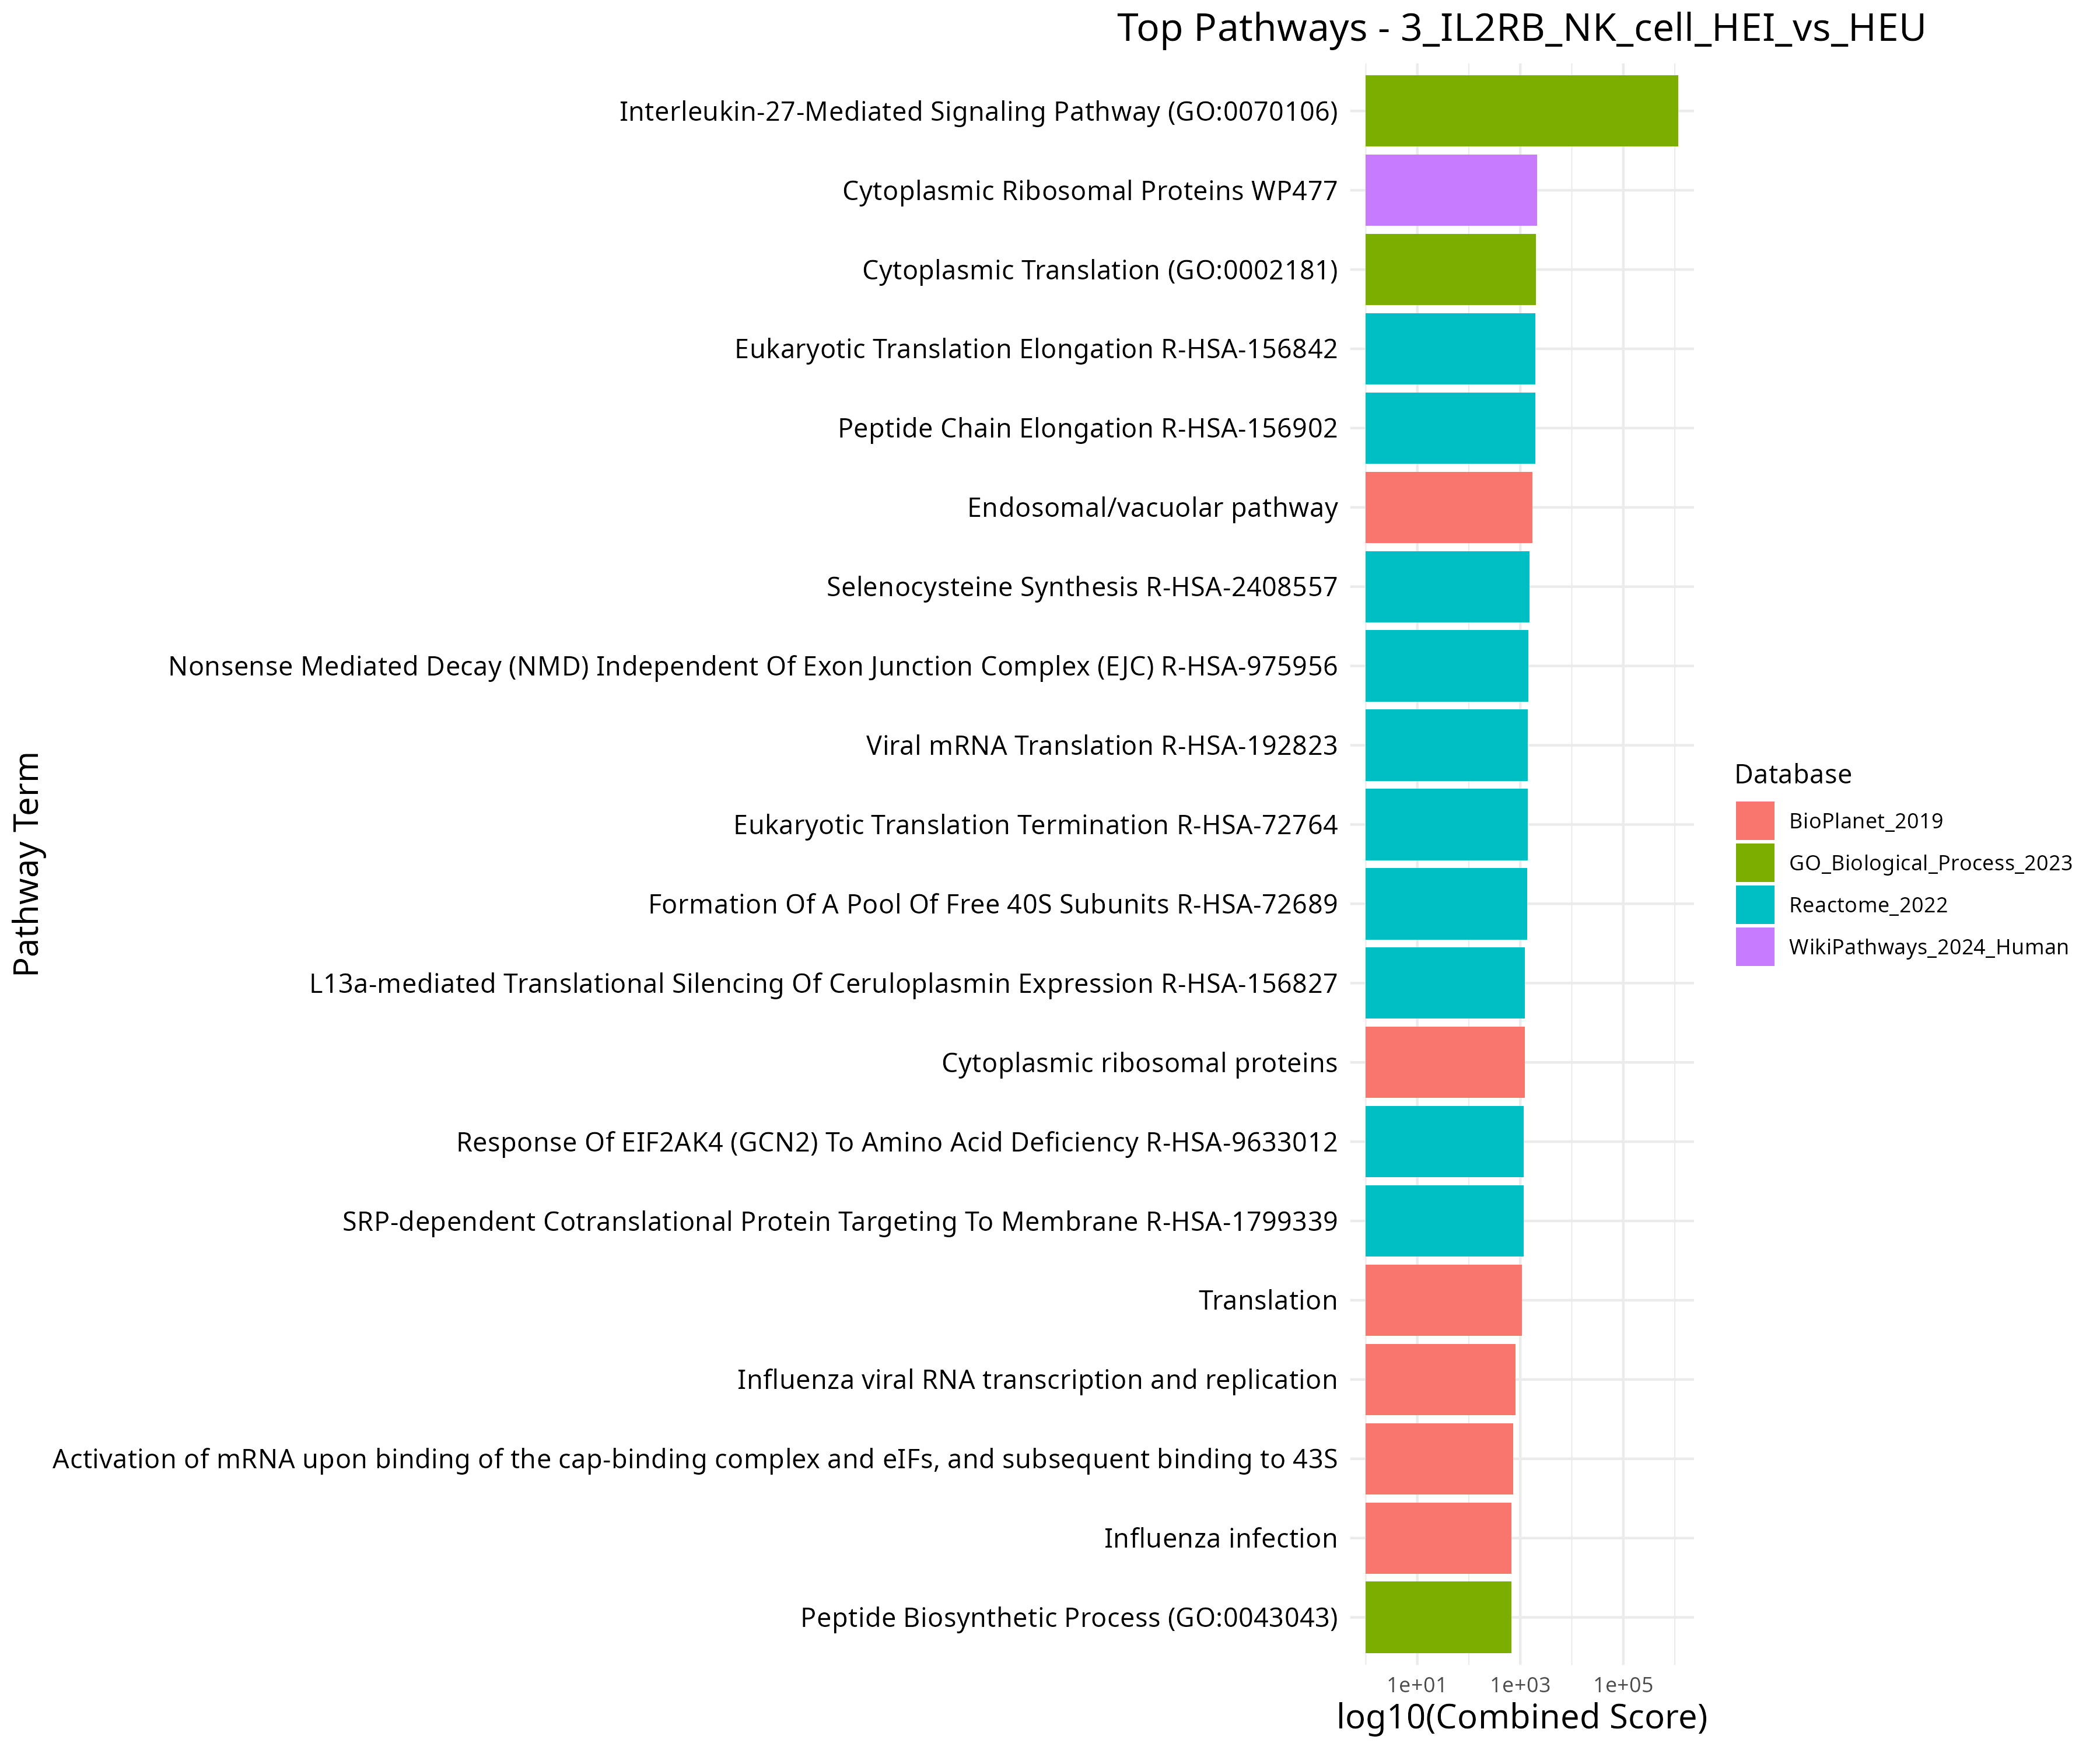 Top Pathways - 3_IL2RB_NK_cell_HEI_vs_HEU
Pathway Term
Interleukin-27-Mediated Signaling Pathway (GO:0070106)
Cytoplasmic Ribosomal Proteins WP477
Cytoplasmic Translation (GO:0002181)
Eukaryotic Translation Elongation R-HSA-156842
Peptide Chain Elongation R-HSA-156902
Endosomal/vacuolar pathway
Selenocysteine Synthesis R-HSA-2408557
Nonsense Mediated Decay (NMD) Independent Of Exon Junction Complex (EJC) R-HSA-975956
Viral mRNA Translation R-HSA-192823
Eukaryotic Translation Termination R-HSA-72764
Formation Of A Pool Of Free 40S Subunits R-HSA-72689
L13a-mediated Translational Silencing Of Ceruloplasmin Expression R-HSA-156827
Cytoplasmic ribosomal proteins
Response Of EIF2AK4 (GCN2) To Amino Acid Deficiency R-HSA-9633012
SRP-dependent Cotranslational Protein Targeting To Membrane R-HSA-1799339
Translation
Influenza viral RNA transcription and replication
Activation of mRNA upon binding of the cap-binding complex and eIFs, and subsequent binding to 43S
Influenza infection
Peptide Biosynthetic Process (GO:0043043)
1e+01 1e+03 1e+05
log10(Combined Score)
Database
BioPlanet_2019
GO_Biological_Process_2023
Reactome_2022
WikiPathways_2024_Human